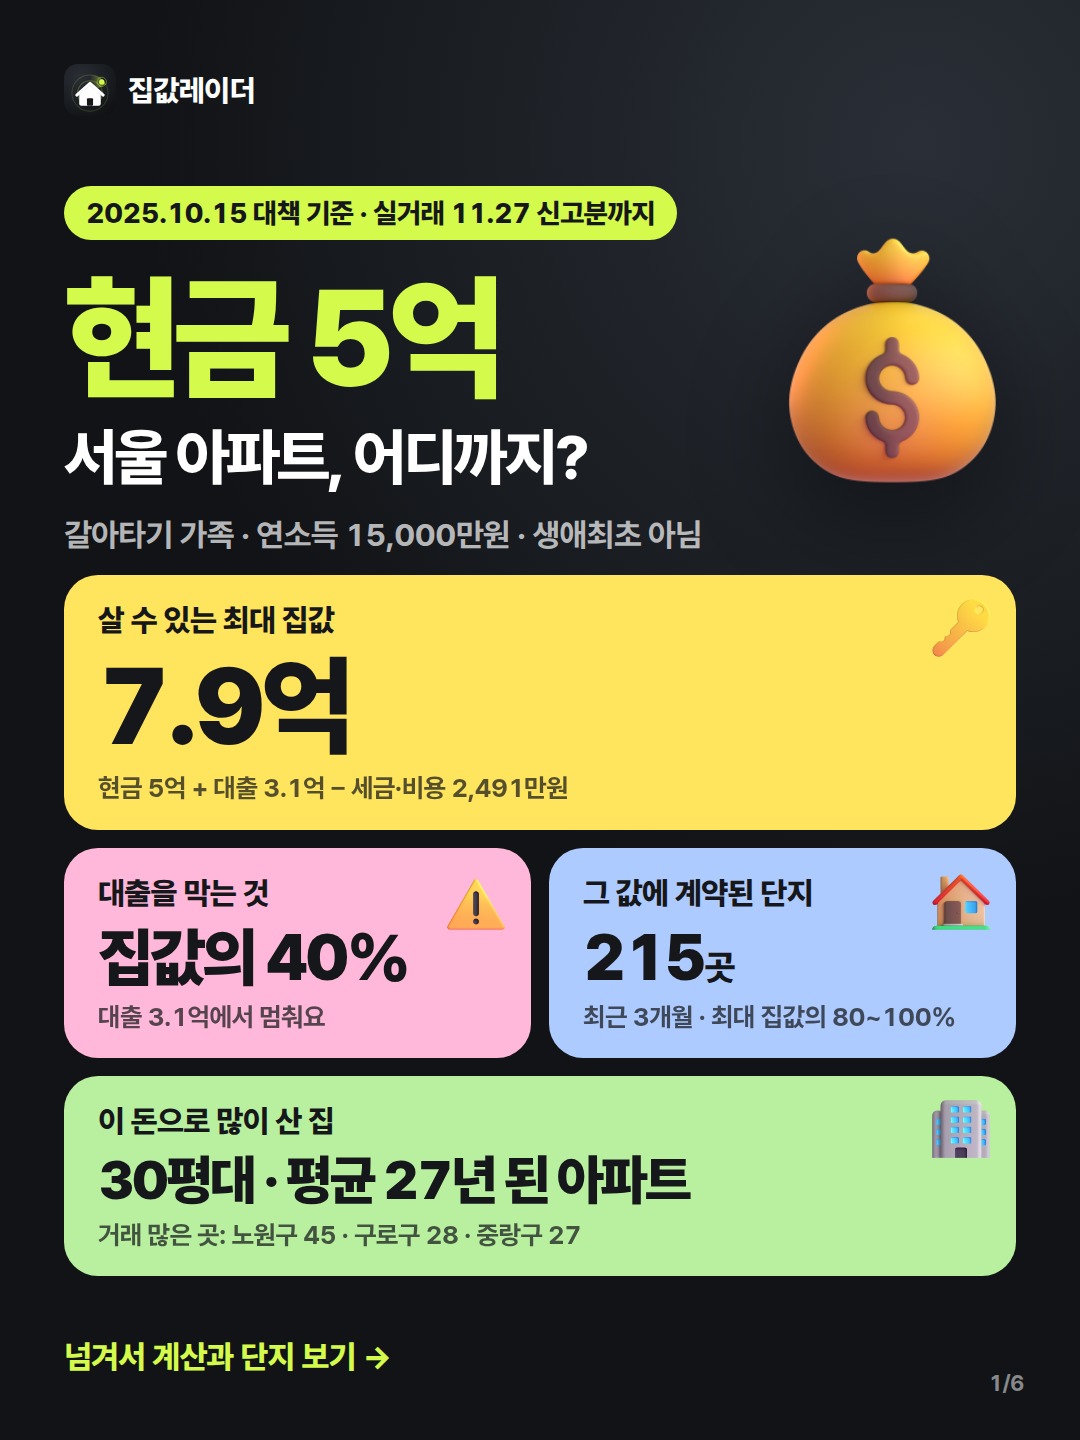 집값레이더
2025.10.15 대책 기준 · 실거래 11.27 신고분까지
현금 5억
서울 아파트, 어디까지?
갈아타기 가족 · 연소득 15,000만원 · 생애최초 아님
살 수 있는 최대 집값
7.9억
현금 5억 + 대출 3.1억 − 세금·비용 2,491만원
대출을 막는 것
집값의 40%
대출 3.1억에서 멈춰요
그 값에 계약된 단지
215곳
최근 3개월 · 최대 집값의 80~100%
이 돈으로 많이 산 집
30평대 · 평균 27년 된 아파트
거래 많은 곳: 노원구 45 · 구로구 28 · 중랑구 27
넘겨서 계산과 단지 보기 →
1/6